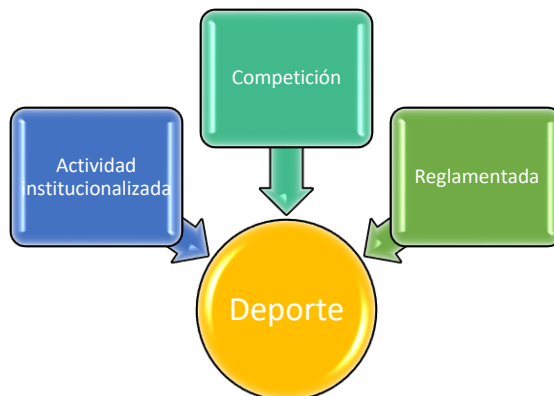 Competición
Actividad
institucionalizada
Reglamentada
Deporte